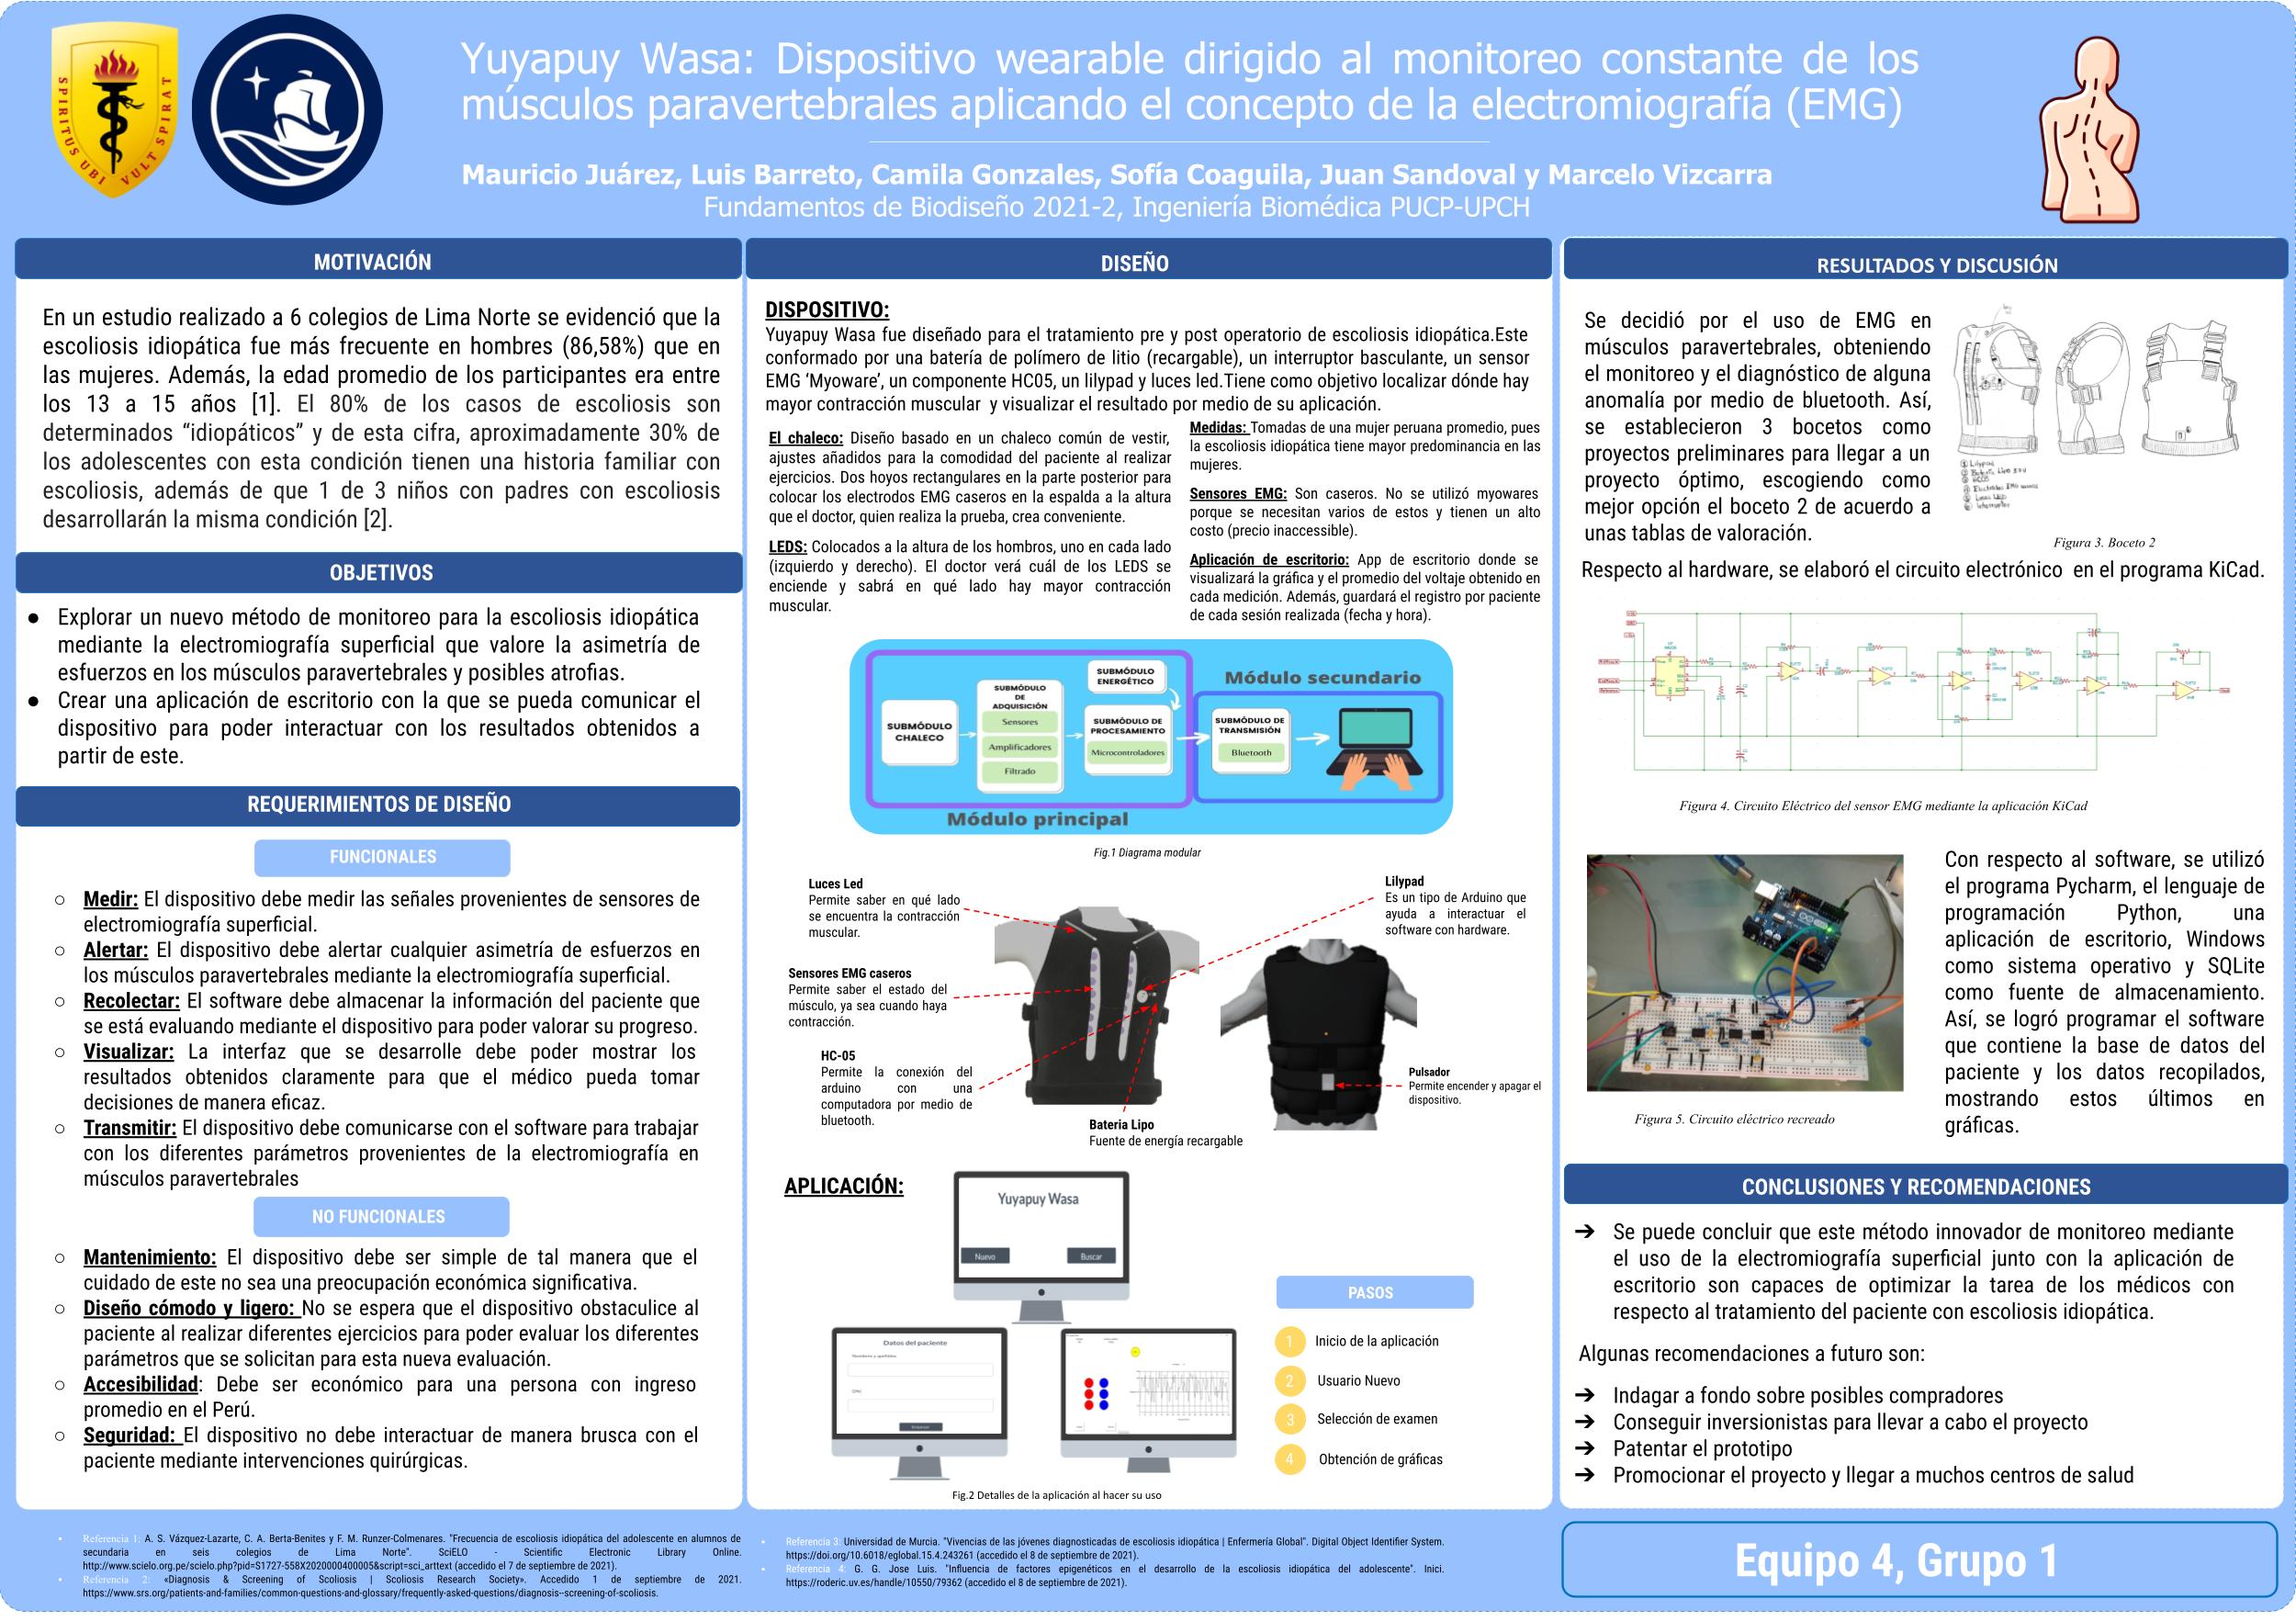 SPIRITUS UBI VULT SPIRAT
Yuyapuy Wasa: Dispositivo wearable dirigido al monitoreo constante de los
músculos paravertebrales aplicando el concepto de la electromiografía (EMG)
Mauricio Juárez, Luis Barreto, Camila Gonzales, Sofía Coaguila, Juan Sandoval y Marcelo Vizcarra
Fundamentos de Biodiseño 2021-2, Ingeniería Biomédica PUCP-UPCH
MOTIVACIÓN
En un estudio realizado a 6 colegios de Lima Norte se evidenció que la
escoliosis idiopática fue más frecuente en hombres (86,58%) que en
las mujeres. Además, la edad promedio de los participantes era entre
los 13 a 15 años [1]. El 80% de los casos de escoliosis son
determinados “idiopáticos” y de esta cifra, aproximadamente 30% de
los adolescentes con esta condición tienen una historia familiar con
escoliosis, además de que 1 de 3 niños con padres con escoliosis
desarrollarán la misma condición [2].
OBJETIVOS
● Explorar un nuevo método de monitoreo para la escoliosis idiopática
mediante la electromiografía superficial que valore la asimetría de
esfuerzos en los músculos paravertebrales y posibles atrofias.
● Crear una aplicación de escritorio con la que se pueda comunicar el
dispositivo para poder interactuar con los resultados obtenidos a
partir de este.
REQUERIMIENTOS DE DISEÑO
FUNCIONALES
○ Medir: El dispositivo debe medir las señales provenientes de sensores de
electromiografía superficial.
○ Alertar: El dispositivo debe alertar cualquier asimetría de esfuerzos en
los músculos paravertebrales mediante la electromiografía superficial.
○ Recolectar: El software debe almacenar la información del paciente que
se está evaluando mediante el dispositivo para poder valorar su progreso.
○ Visualizar: La interfaz que se desarrolle debe poder mostrar los
resultados obtenidos claramente para que el médico pueda tomar
decisiones de manera eficaz.
○ Transmitir: El dispositivo debe comunicarse con el software para trabajar
con los diferentes parámetros provenientes de la electromiografía en
músculos paravertebrales
NO FUNCIONALES
○ Mantenimiento: El dispositivo debe ser simple de tal manera que el
cuidado de este no sea una preocupación económica significativa.
○ Diseño cómodo y ligero: No se espera que el dispositivo obstaculice al
paciente al realizar diferentes ejercicios para poder evaluar los diferentes
parámetros que se solicitan para esta nueva evaluación.
○ Accesibilidad: Debe ser económico para una persona con ingreso
promedio en el Perú.
○ Seguridad: El dispositivo no debe interactuar de manera brusca con el
paciente mediante intervenciones quirúrgicas.
DISEÑO
DISPOSITIVO:
Yuyapuy Wasa fue diseñado para el tratamiento pre y post operatorio de escoliosis idiopática.Este
conformado por una batería de polímero de litio (recargable), un interruptor basculante, un sensor
EMG ‘Myoware’, un componente HC05, un lilypad y luces led.Tiene como objetivo localizar dónde hay
mayor contracción muscular y visualizar el resultado por medio de su aplicación.
El chaleco: Diseño basado en un chaleco común de vestir,
ajustes añadidos para la comodidad del paciente al realizar
ejercicios. Dos hoyos rectangulares en la parte posterior para
colocar los electrodos EMG caseros en la espalda a la altura
que el doctor, quien realiza la prueba, crea conveniente.
LEDS: Colocados a la altura de los hombros, uno en cada lado
(izquierdo y derecho). El doctor verá cuál de los LEDS se
enciende y sabrá en qué lado hay mayor contracción
muscular.
Medidas: Tomadas de una mujer peruana promedio, pues
la escoliosis idiopática tiene mayor predominancia en las
mujeres.
Sensores EMG: Son caseros. No se utilizó myowares
porque se necesitan varios de estos y tienen un alto
costo (precio inaccessible).
Aplicación de escritorio: App de escritorio donde se
visualizará la gráfica y el promedio del voltaje obtenido en
cada medición. Además, guardará el registro por paciente
de cada sesión realizada (fecha y hora).
SUBMÓDULO
CHALECO
SUBMÓDULO
DE
ADQUISICIÓN
Sensores
Amplificadores
Filtrado
SUBMÓDULO
ENERGÉTICO
SUBMÓDULO DE
PROCESAMIENTO
Microcontroladores
Módulo secundario
SUBMÓDULO DE
TRANSMISIÓN
Bluetooth
Módulo principal
Fig.1 Diagrama modular
Luces Led
Permite saber en qué lado
se encuentra la contracción
muscular.
Sensores EMG caseros
Permite saber el estado del
músculo, ya sea cuando haya
contracción.
HC-05
Permite la conexión del
arduino con una
computadora por medio de
bluetooth.
Bateria Lipo
Fuente de energía recargable
Lilypad
Es un tipo de Arduino que
ayuda a interactuar el
software con hardware.
Pulsador
Permite encender y apagar el
dispositivo.
APLICACIÓN:
Yuyapuy Wasa
Nuevo
Buscar
Datos del paciente
Nombres y apellidos
DNI
PASOS
1 Inicio de la aplicación
2 Usuario Nuevo
3 Selección de examen
4 Obtención de gráficas
Fig.2 Detalles de la aplicación al hacer su uso
RESULTADOS Y DISCUSIÓN
Se decidió por el uso de EMG en
músculos paravertebrales, obteniendo
el monitoreo y el diagnóstico de alguna
anomalía por medio de bluetooth. Así,
se establecieron 3 bocetos como
proyectos preliminares para llegar a un
proyecto óptimo, escogiendo como
mejor opción el boceto 2 de acuerdo a
unas tablas de valoración.
Lilypad
HC05
Luces LED
Interruptor
Figura 3. Boceto 2
Respecto al hardware, se elaboró el circuito electrónico en el programa KiCad.
Figura 4. Circuito Eléctrico del sensor EMG mediante la aplicación KiCad
Figura 5. Circuito eléctrico recreado
Con respecto al software, se utilizó
el programa Pycharm, el lenguaje de
programación Python, una
aplicación de escritorio, Windows
como sistema operativo y SQLite
como fuente de almacenamiento.
Así, se logró programar el software
que contiene la base de datos del
paciente y los datos recopilados,
mostrando estos últimos en
gráficas.
CONCLUSIONES Y RECOMENDACIONES
➔ Se puede concluir que este método innovador de monitoreo mediante
el uso de la electromiografía superficial junto con la aplicación de
escritorio son capaces de optimizar la tarea de los médicos con
respecto al tratamiento del paciente con escoliosis idiopática.
Algunas recomendaciones a futuro son:
➔ Indagar a fondo sobre posibles compradores
➔ Conseguir inversionistas para llevar a cabo el proyecto
➔ Patentar el prototipo
➔ Promocionar el proyecto y llegar a muchos centros de salud
• Referencia 1: A. S. Vázquez-Lazarte, C. A. Berta-Benites y F. M. Runzer-Colmenares. "Frecuencia de escoliosis idiopática del adolescente en alumnos de
secundaria en seis colegios de Lima Norte". SciELO - Scientific Electronic Library Online.
http://www.scielo.org.pe/scielo.php?pid=S1727-558X2020000400005&script=sci_arttext (accedido el 7 de septiembre de 2021).
• Referencia 2: «Diagnosis & Screening of Scoliosis | Scoliosis Research Society». Accedido 1 de septiembre de 2021.
https://www.srs.org/patients-and-families/common-questions-and-glossary/frequently-asked-questions/diagnosis--screening-of-scoliosis.
• Referencia 3: Universidad de Murcia. "Vivencias de las jóvenes diagnosticadas de escoliosis idiopática | Enfermería Global". Digital Object Identifier System.
https://doi.org/10.6018/eglobal.15.4.243261 (accedido el 8 de septiembre de 2021).
• Referencia 4: G. G. Jose Luis. "Influencia de factores epigenéticos en el desarrollo de la escoliosis idiopática del adolescente". Inici.
https://roderic.uv.es/handle/10550/79362 (accedido el 8 de septiembre de 2021).
Equipo 4, Grupo 1